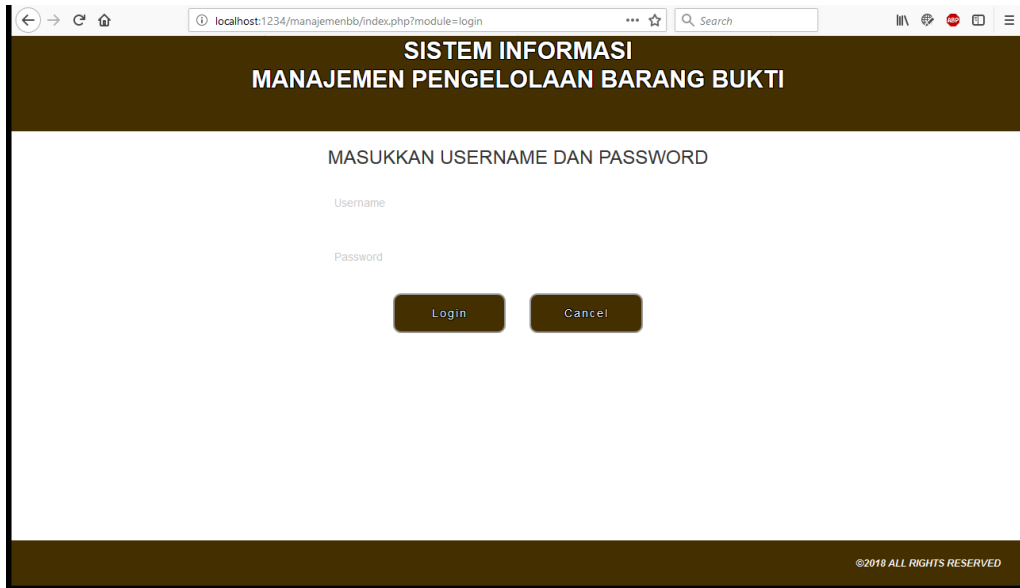 localhost:1234/manajemenbb/index.php?module=login
Search
ABP
SISTEM INFORMASI
MANAJEMEN PENGELOLAAN BARANG BUKTI
MASUKKAN USERNAME DAN PASSWORD
Username
Password
Login Cancel
©2018 ALL RIGHTS RESERVED